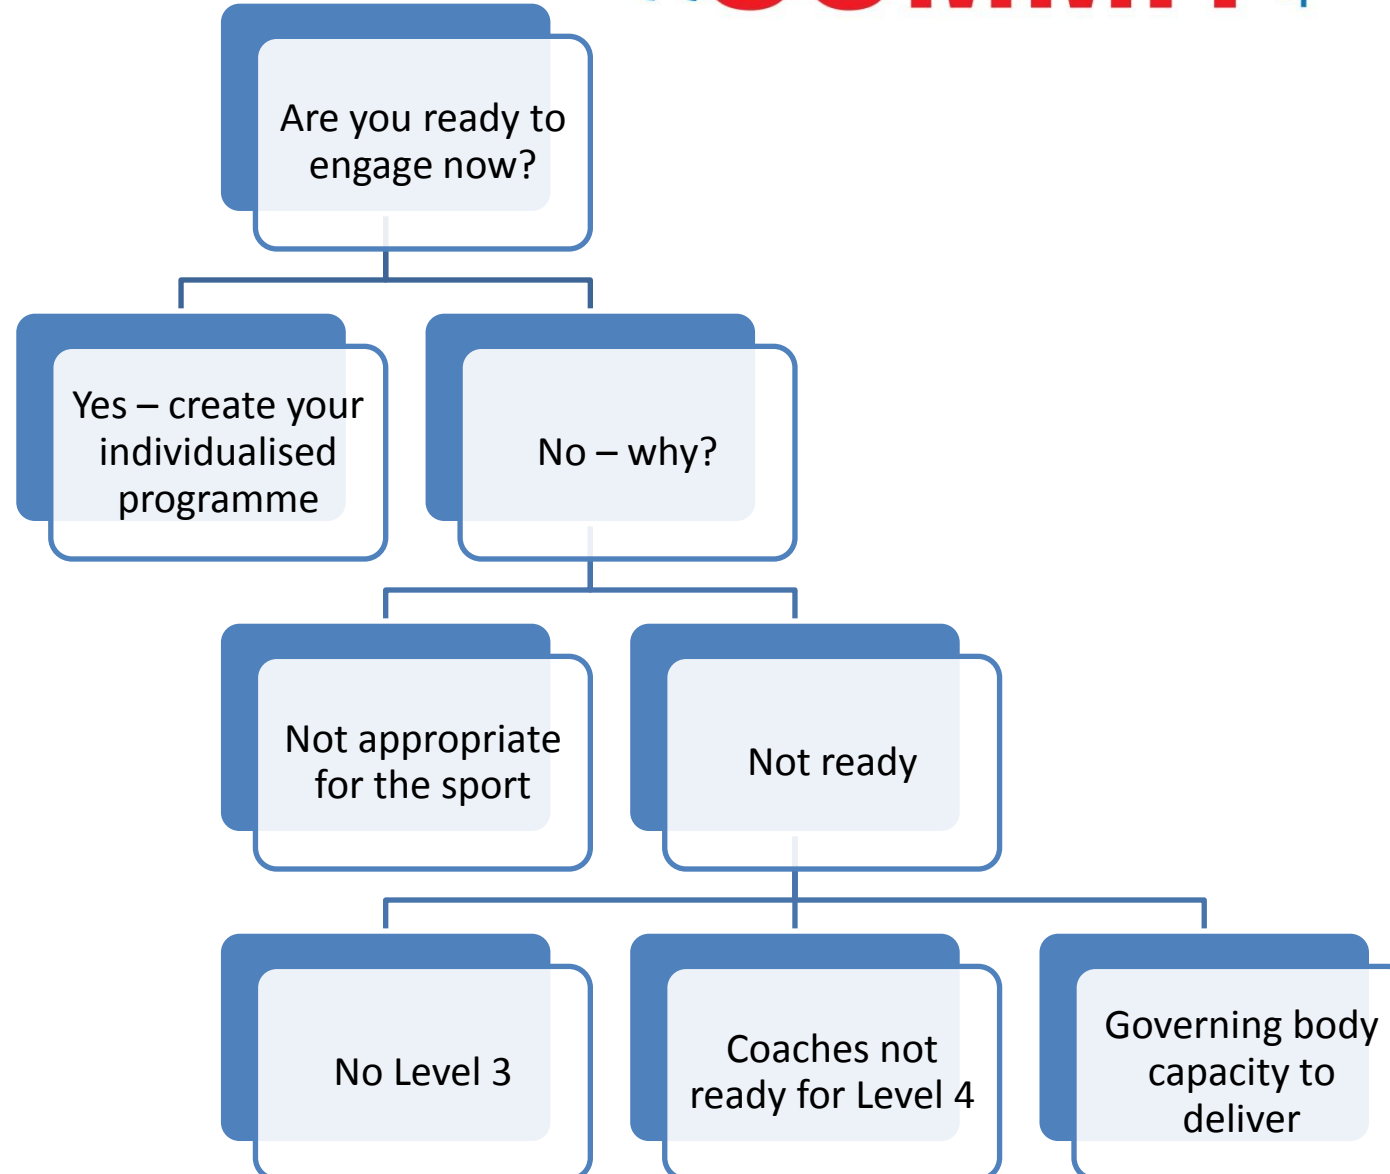 Are you ready to
engage now?
Yes – create your
individualised
programme
No – why?
Not appropriate
for the sport
Not ready
No Level 3
Coaches not
ready for Level 4
Governing body
capacity to
deliver